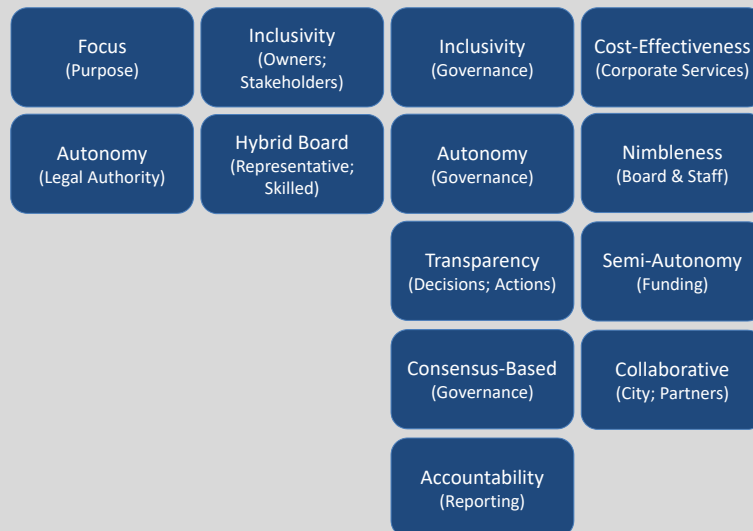 Focus
(Purpose)
Inclusivity
(Owners;
Stakeholders)
Inclusivity
(Governance)
Cost-Effectiveness
(Corporate Services)
Autonomy
(Legal Authority)
Hybrid Board
(Representative;
Skilled)
Autonomy
(Governance)
Nimbleness
(Board & Staff)
Transparency
(Decisions; Actions)
Semi-Autonomy
(Funding)
Consensus-Based
(Governance)
Collaborative
(City; Partners)
Accountability
(Reporting)